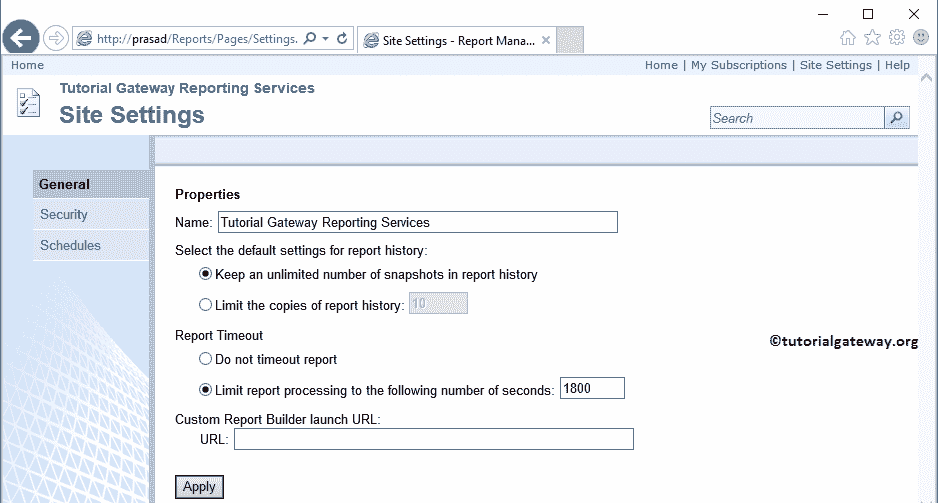 http://prasad/Reports/Pages/Settings.
Site Settings - Report Mana...
Home
Home | My Subscriptions | Site Settings | Help
Tutorial Gateway Reporting Services
Site Settings
Search
General
Security
Schedules
Properties
Name: Tutorial Gateway Reporting Services
Select the default settings for report history:
Keep an unlimited number of snapshots in report history
Limit the copies of report history: 10
Report Timeout
©tutorialgateway.org
Do not timeout report
Limit report processing to the following number of seconds: 1800
Custom Report Builder launch URL:
URL:
Apply